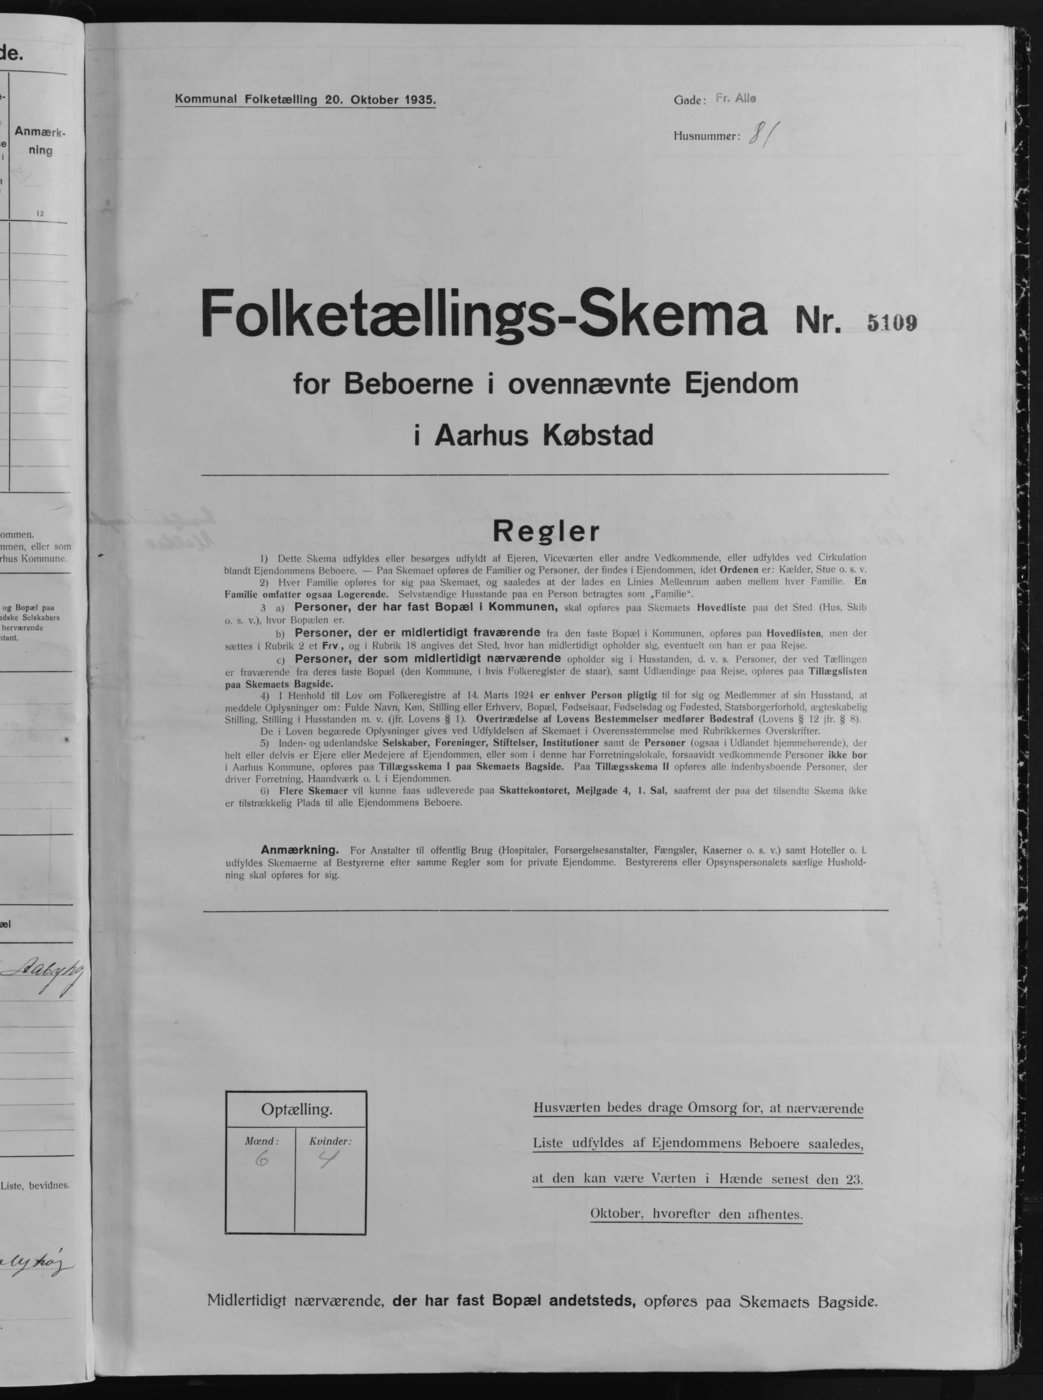 de.
Anmærk-
ning
12
ommen.
mmen, eller som
rhus Kommune.
og Bopæl paa
ndske Selskabers
herværende
ntant.
æl
Aabyhøj
Liste, bevidnes.
Kommunal Folketælling 20. Oktober 1935.
Gade: Fr. Alle
Husnummer: 81
Folketællings-Skema Nr. 5109
for Beboerne i ovennævnte Ejendom
i Aarhus Købstad
Regler
1) Dette Skema udfyldes eller besørges udfyldt af Ejeren, Viceværten eller andre Vedkommende, eller udfyldes ved Cirkulation
blandt Ejendommens Beboere. — Paa Skemaet opføres de Familier og Personer, der findes i Ejendommen, idet Ordenen er: Kælder, Stue o. s. v.
2) Hver Familie opføres for sig paa Skemaet, og saaledes at der lades en Linies Mellemrum aaben mellem hver Familie. En
Familie omfatter ogsaa Logerende. Selvstændige Husstande paa en Person betragtes som „Familie“.
3 a) Personer, der har fast Bopæl i Kommunen, skal opføres paa Skemaets Hovedliste paa det Sted (Hus, Skib
o. s. v.), hvor Bopælen er.
b) Personer, der er midlertidigt fraværende fra den faste Bopæl i Kommunen, opføres paa Hovedlisten, men der
sættes i Rubrik 2 et Frv., og i Rubrik 18 angives det Sted, hvor han midlertidigt opholder sig, eventuelt om han er paa Rejse.
c) Personer, der som midlertidigt nærværende opholder sig i Husstanden, d. v. s. Personer, der ved Tællingen
er fraværende fra deres faste Bopæl (den Kommune, i hvis Folkeregister de staar), samt Udlændinge paa Rejse, opføres paa Tillægslisten
paa Skemaets Bagside.
4) I Henhold til Lov om Folkeregistre af 14. Marts 1924 er enhver Person pligtig til for sig og Medlemmer af sin Husstand, at
meddele Oplysninger om: Fulde Navn, Køn, Stilling eller Erhverv, Bopæl, Fødselsaar, Fødselsdag og Fødested, Statsborgerforhold, ægteskabelig
Stilling, Stilling i Husstanden m. v. (jfr. Lovens § 1). Overtrædelse af Lovens Bestemmelser medfører Bødestraf (Lovens § 12 jfr. § 8).
De i Loven begærede Oplysninger gives ved Udfyldelsen af Skemaet i Overensstemmelse med Rubrikkernes Overskrifter.
5) Inden- og udenlandske Selskaber, Foreninger, Stiftelser, Institutioner samt de Personer (ogsaa i Udlandet hjemmehørende), der
helt eller delvis er Ejere eller Medejere af Ejendommen, eller som i denne har Forretningslokale, forsaavidt vedkommende Personer ikke bor
i Aarhus Kommune, opføres paa Tillægsskema I paa Skemaets Bagside. Paa Tillægsskema II opføres alle indenbysboende Personer, der
driver Forretning, Haandværk o. l. i Ejendommen.
6) Flere Skemaer vil kunne faas udleverede paa Skattekontoret, Mejlgade 4, 1. Sal, saafremt der paa det tilsendte Skema ikke
er tilstrækkelig Plads til alle Ejendommens Beboere.
Anmærkning. For Anstalter til offentlig Brug (Hospitaler, Forsørgelsesanstalter, Fængsler, Kaserner o. s. v.) samt Hoteller o. l.
udfyldes Skemaerne af Bestyrerne efter samme Regler som for private Ejendomme. Bestyrerens eller Opsynspersonalets særlige Hushold-
ning skal opføres for sig.
Optælling.
Mænd: Kvinder:
6 4
Husværten bedes drage Omsorg for, at nærværende
Liste udfyldes af Ejendommens Beboere saaledes,
at den kan være Værten i Hænde senest den 23.
Oktober, hvorefter den afhentes.
Midlertidigt nærværende, der har fast Bopæl andetsteds, opføres paa Skemaets Bagside.